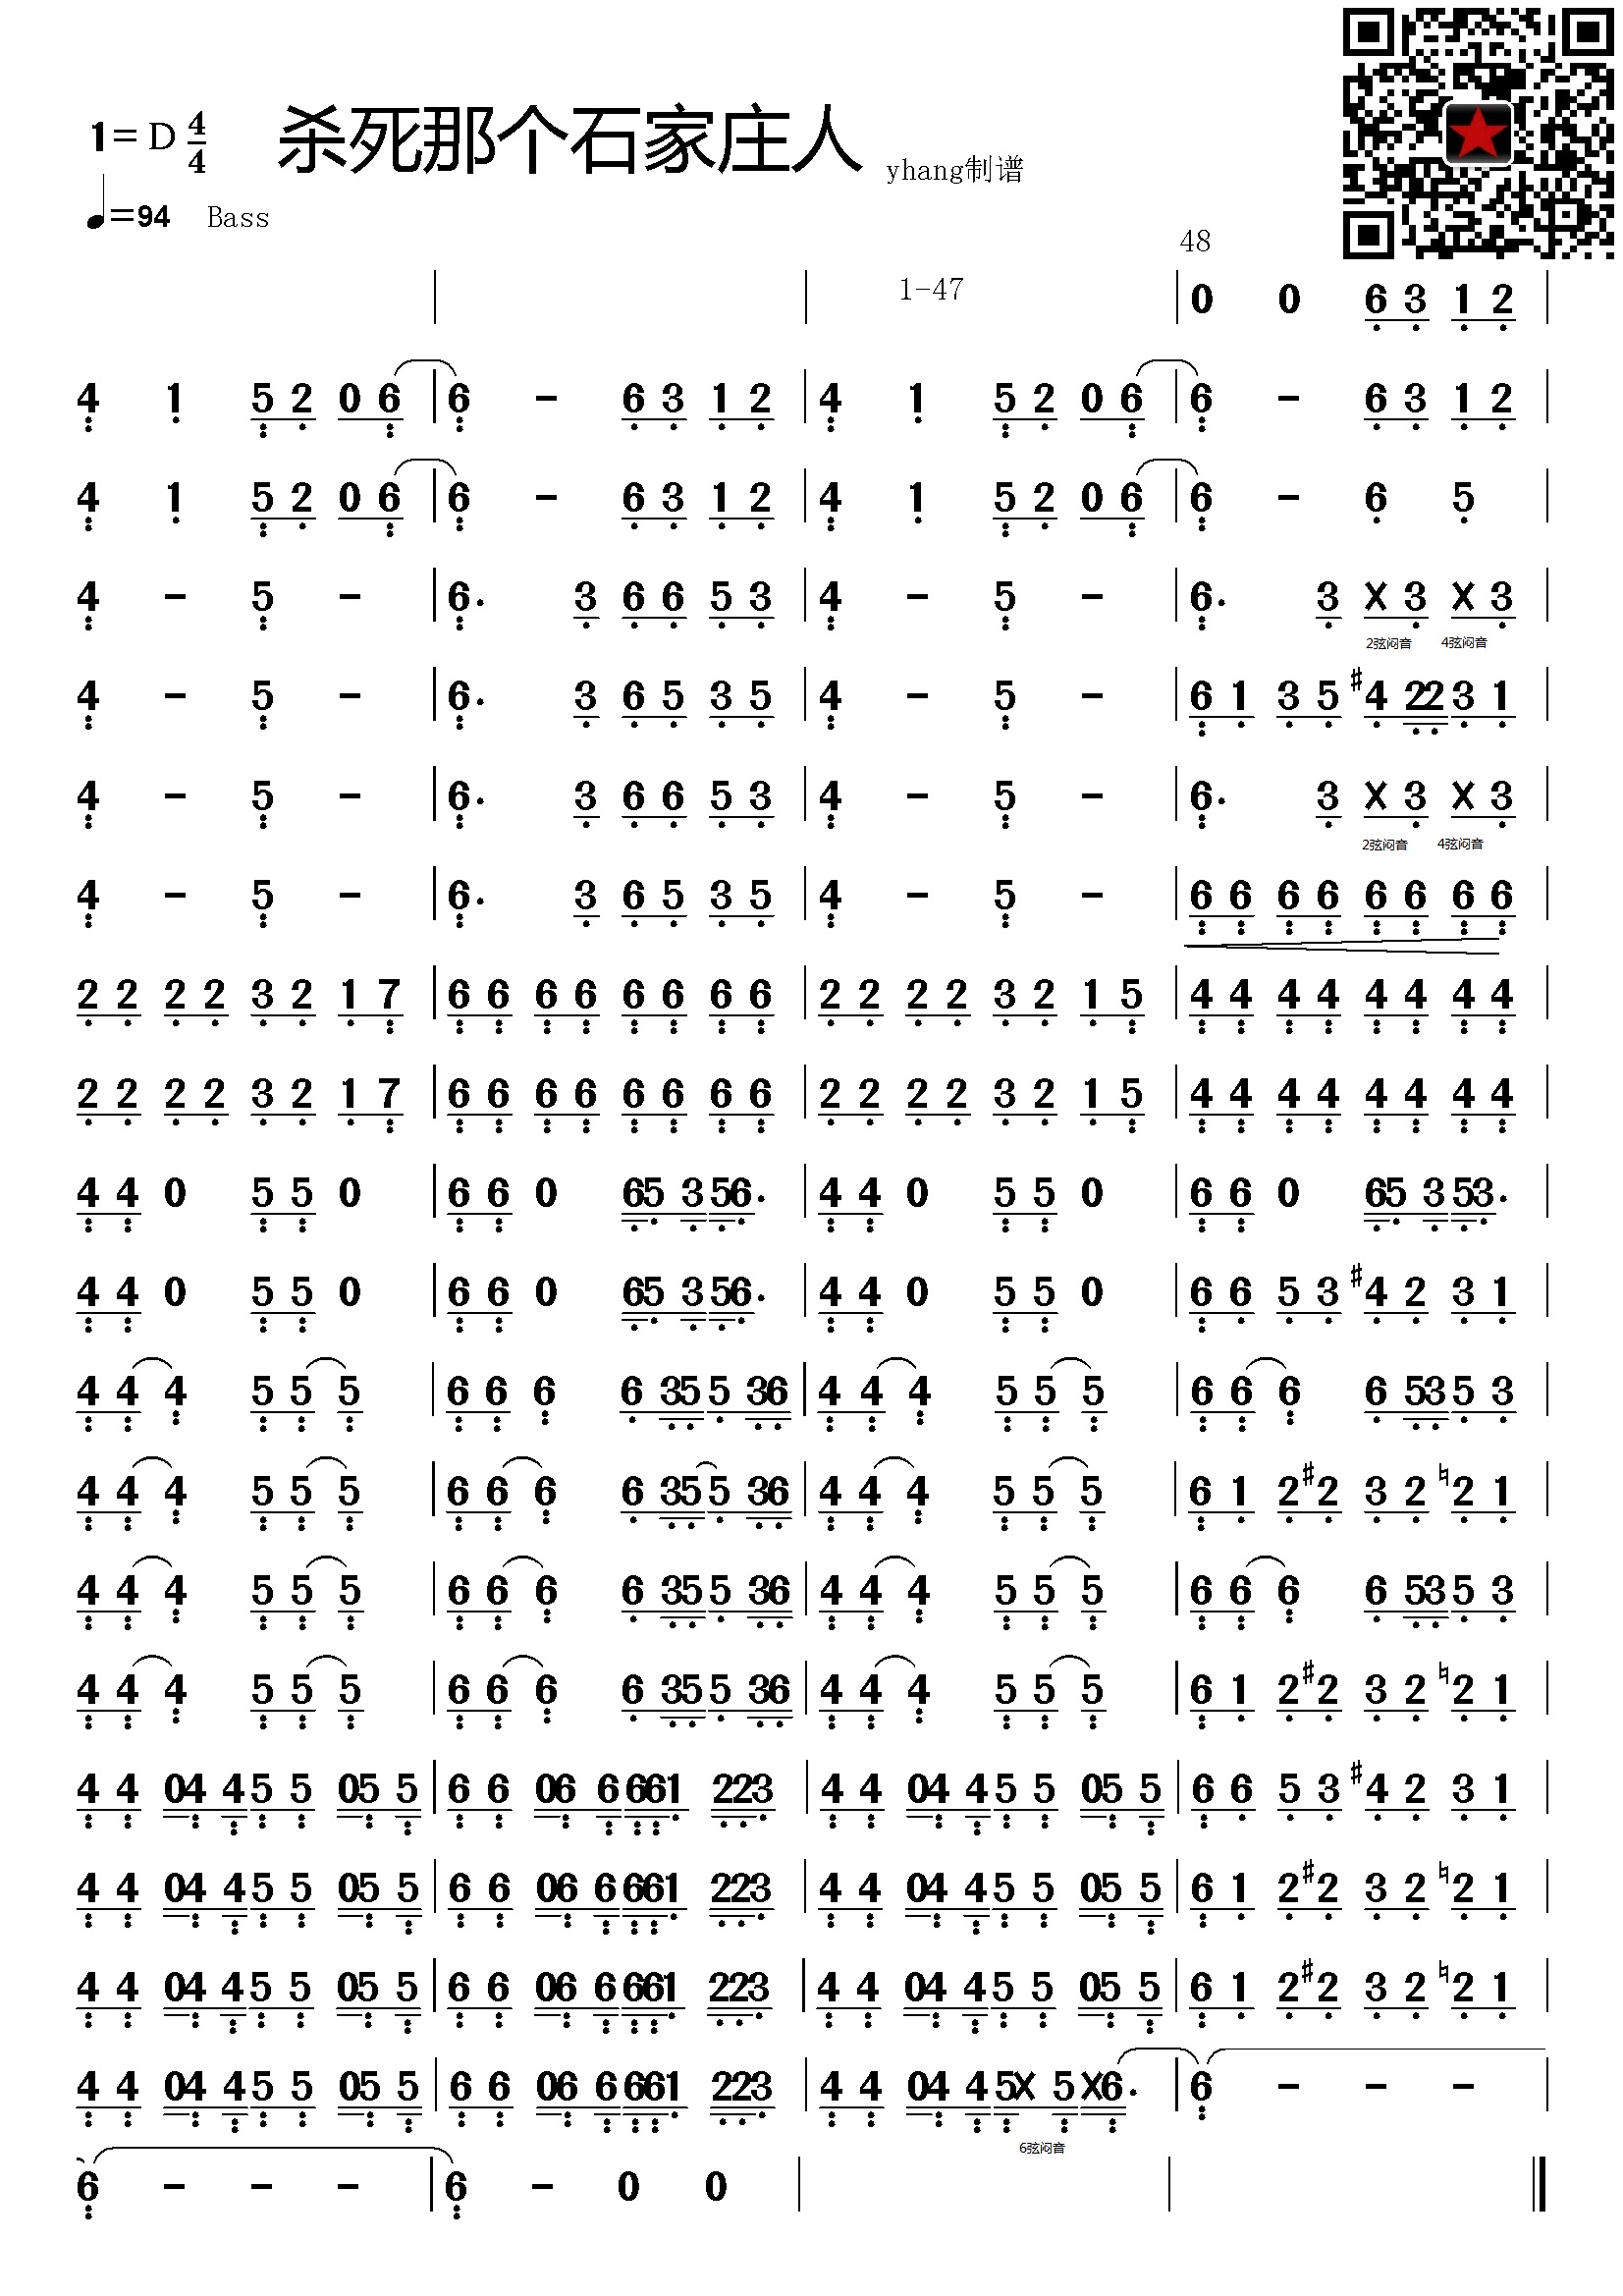 1=D 4/4 杀死那个石家庄人 yhang制谱
♩=94 Bass
48
1-47 | 0 0 6 3 1 2 |
4 1 5 2 0 6 | 6 - 6 3 1 2 | 4 1 5 2 0 6 | 6 - 6 3 1 2 |
4 1 5 2 0 6 | 6 - 6 3 1 2 | 4 1 5 2 0 6 | 6 - 6 5 |
4 - 5 - | 6. 3 6 6 5 3 | 4 - 5 - | 6. 3 X 3 X 3 |
2弦闷音 4弦闷音
4 - 5 - | 6. 3 6 5 3 5 | 4 - 5 - | 6 1 3 5 #4 22 3 1 |
4 - 5 - | 6. 3 6 6 5 3 | 4 - 5 - | 6. 3 X 3 X 3 |
2弦闷音 4弦闷音
4 - 5 - | 6. 3 6 5 3 5 | 4 - 5 - | 6 6 6 6 6 6 6 6 |
2 2 2 2 3 2 1 7 | 6 6 6 6 6 6 6 6 | 2 2 2 2 3 2 1 5 | 4 4 4 4 4 4 4 4 |
2 2 2 2 3 2 1 7 | 6 6 6 6 6 6 6 6 | 2 2 2 2 3 2 1 5 | 4 4 4 4 4 4 4 4 |
4 4 0 5 5 0 | 6 6 0 65 3 56. | 4 4 0 5 5 0 | 6 6 0 65 3 53. |
4 4 0 5 5 0 | 6 6 0 65 3 56. | 4 4 0 5 5 0 | 6 6 5 3 #4 2 3 1 |
4 4 4 5 5 5 | 6 6 6 6 35 5 36 | 4 4 4 5 5 5 | 6 6 6 6 53 5 3 |
4 4 4 5 5 5 | 6 6 6 6 35 5 36 | 4 4 4 5 5 5 | 6 1 2 #2 3 2 ♮2 1 |
4 4 4 5 5 5 | 6 6 6 6 35 5 36 | 4 4 4 5 5 5 | 6 6 6 6 53 5 3 |
4 4 4 5 5 5 | 6 6 6 6 35 5 36 | 4 4 4 5 5 5 | 6 1 2 #2 3 2 ♮2 1 |
4 4 04 4 5 5 05 5 | 6 6 06 6 661 223 | 4 4 04 4 5 5 05 5 | 6 6 5 3 #4 2 3 1 |
4 4 04 4 5 5 05 5 | 6 6 06 6 661 223 | 4 4 04 4 5 5 05 5 | 6 1 2 #2 3 2 ♮2 1 |
4 4 04 4 5 5 05 5 | 6 6 06 6 661 223 | 4 4 04 4 5 5 05 5 | 6 1 2 #2 3 2 ♮2 1 |
4 4 04 4 5 5 05 5 | 6 6 06 6 661 223 | 4 4 04 4 5X 5 X6. | 6 - - - |
6弦闷音
6 - - - | 6 - 0 0 |